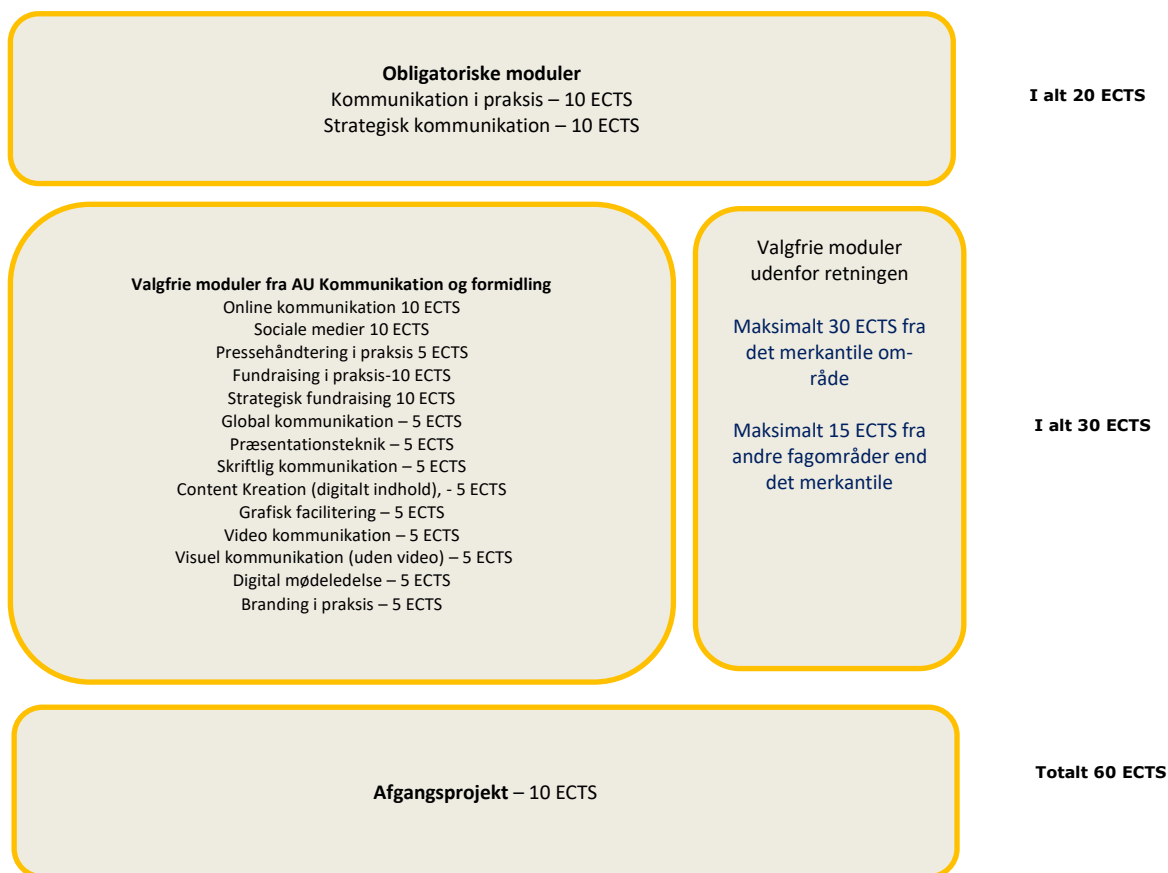 Obligatoriske moduler
Kommunikation i praksis – 10 ECTS
Strategisk kommunikation – 10 ECTS
I alt 20 ECTS
Valgfrie moduler fra AU Kommunikation og formidling
Online kommunikation 10 ECTS
Sociale medier 10 ECTS
Pressehåndtering i praksis 5 ECTS
Fundraising i praksis-10 ECTS
Strategisk fundraising 10 ECTS
Global kommunikation – 5 ECTS
Præsentationsteknik – 5 ECTS
Skriftlig kommunikation – 5 ECTS
Content Kreation (digitalt indhold), - 5 ECTS
Grafisk facilitering – 5 ECTS
Video kommunikation – 5 ECTS
Visuel kommunikation (uden video) – 5 ECTS
Digital mødeledelse – 5 ECTS
Branding i praksis – 5 ECTS
Valgfrie moduler
udenfor retningen
Maksimalt 30 ECTS fra
det merkantile om-
råde
Maksimalt 15 ECTS fra
andre fagområder end
det merkantile
I alt 30 ECTS
Afgangsprojekt – 10 ECTS
Totalt 60 ECTS